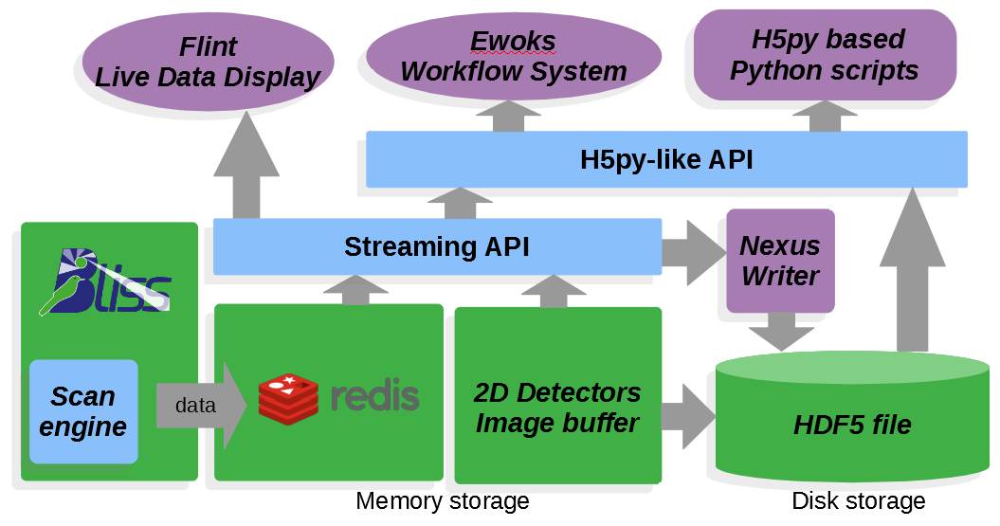 Flint
Live Data Display
Ewoks
Workflow System
H5py based
Python scripts
H5py-like API
Streaming API
Nexus
Writer
Bliss
Scan
engine
data
redis
2D Detectors
Image buffer
HDF5 file
Memory storage
Disk storage